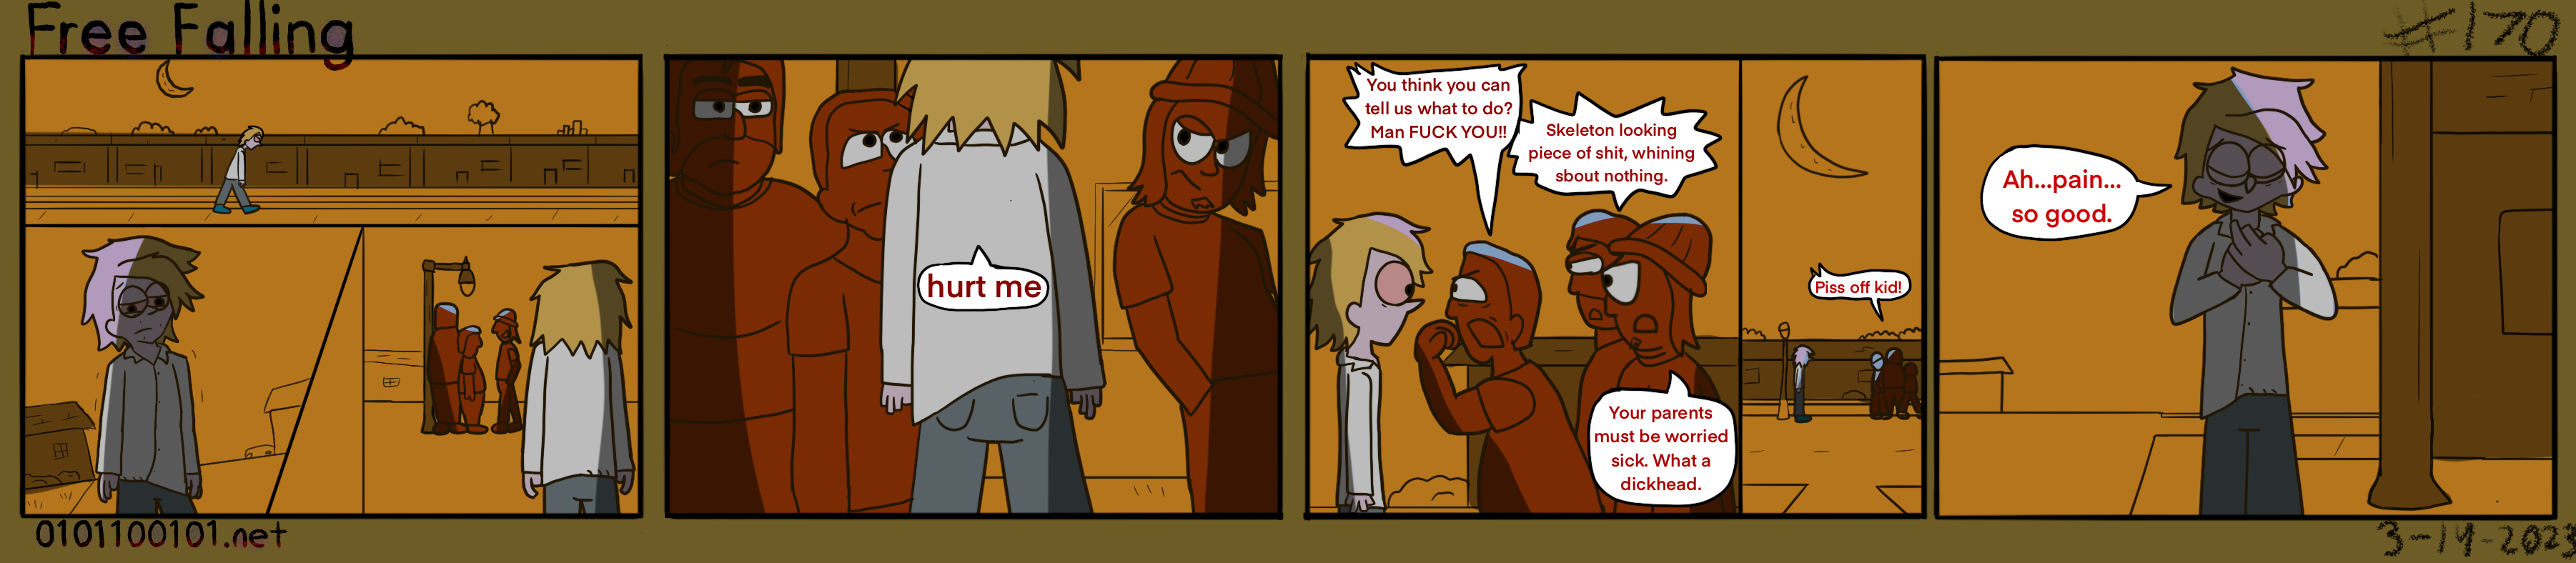 Free Falling
#170
hurt me
You think you can
tell us what to do?
Man FUCK YOU!!
Skeleton looking
piece of shit, whining
sbout nothing.
Your parents
must be worried
sick. What a
dickhead.
Piss off kid!
Ah...pain...
so good.
0101100101.net
3-14-2023